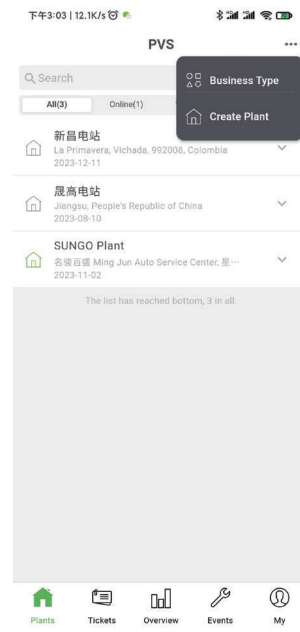 下午3:03 | 12.1K/s
PVS
Search
Business Type
Create Plant
All(3)
Online(1)
新昌电站
La Primavera, Vichada, 992008, Colombia
2023-12-11
晟高电站
Jiangsu, People's Republic of China
2023-08-10
SUNGO Plant
名骏百盛 Ming Jun Auto Service Center, 星…
2023-11-02
The list has reached bottom, 3 in all.
Plants
Tickets
Overview
Events
My